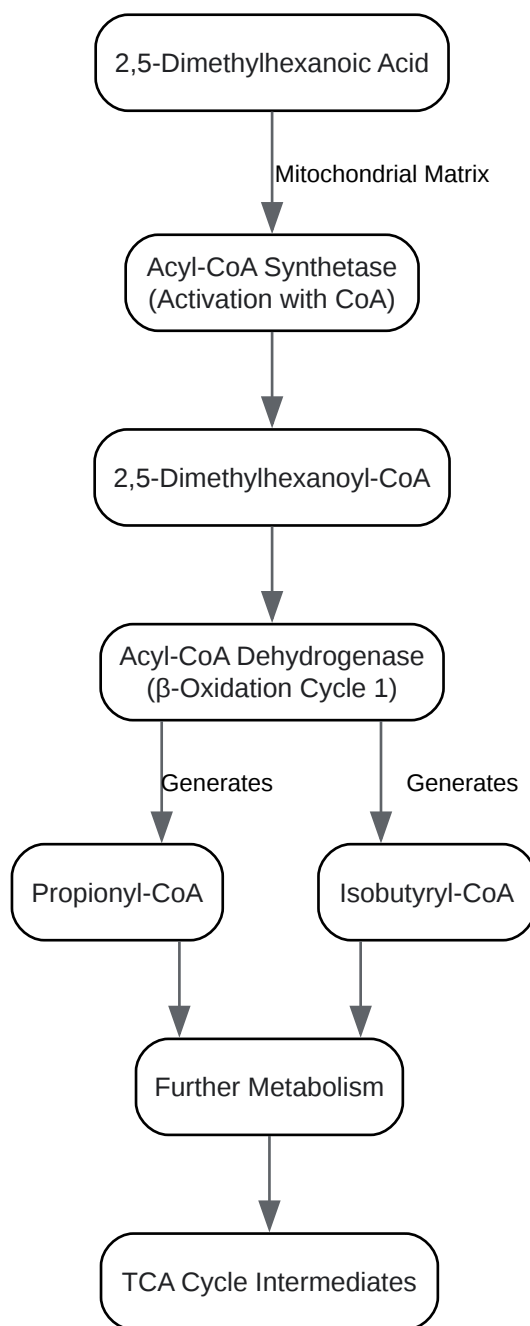 2,5-Dimethylhexanoic Acid
Mitochondrial Matrix
Acyl-CoA Synthetase
(Activation with CoA)
2,5-Dimethylhexanoyl-CoA
Acyl-CoA Dehydrogenase
(β-Oxidation Cycle 1)
Generates
Generates
Propionyl-CoA
Isobutyryl-CoA
Further Metabolism
TCA Cycle Intermediates